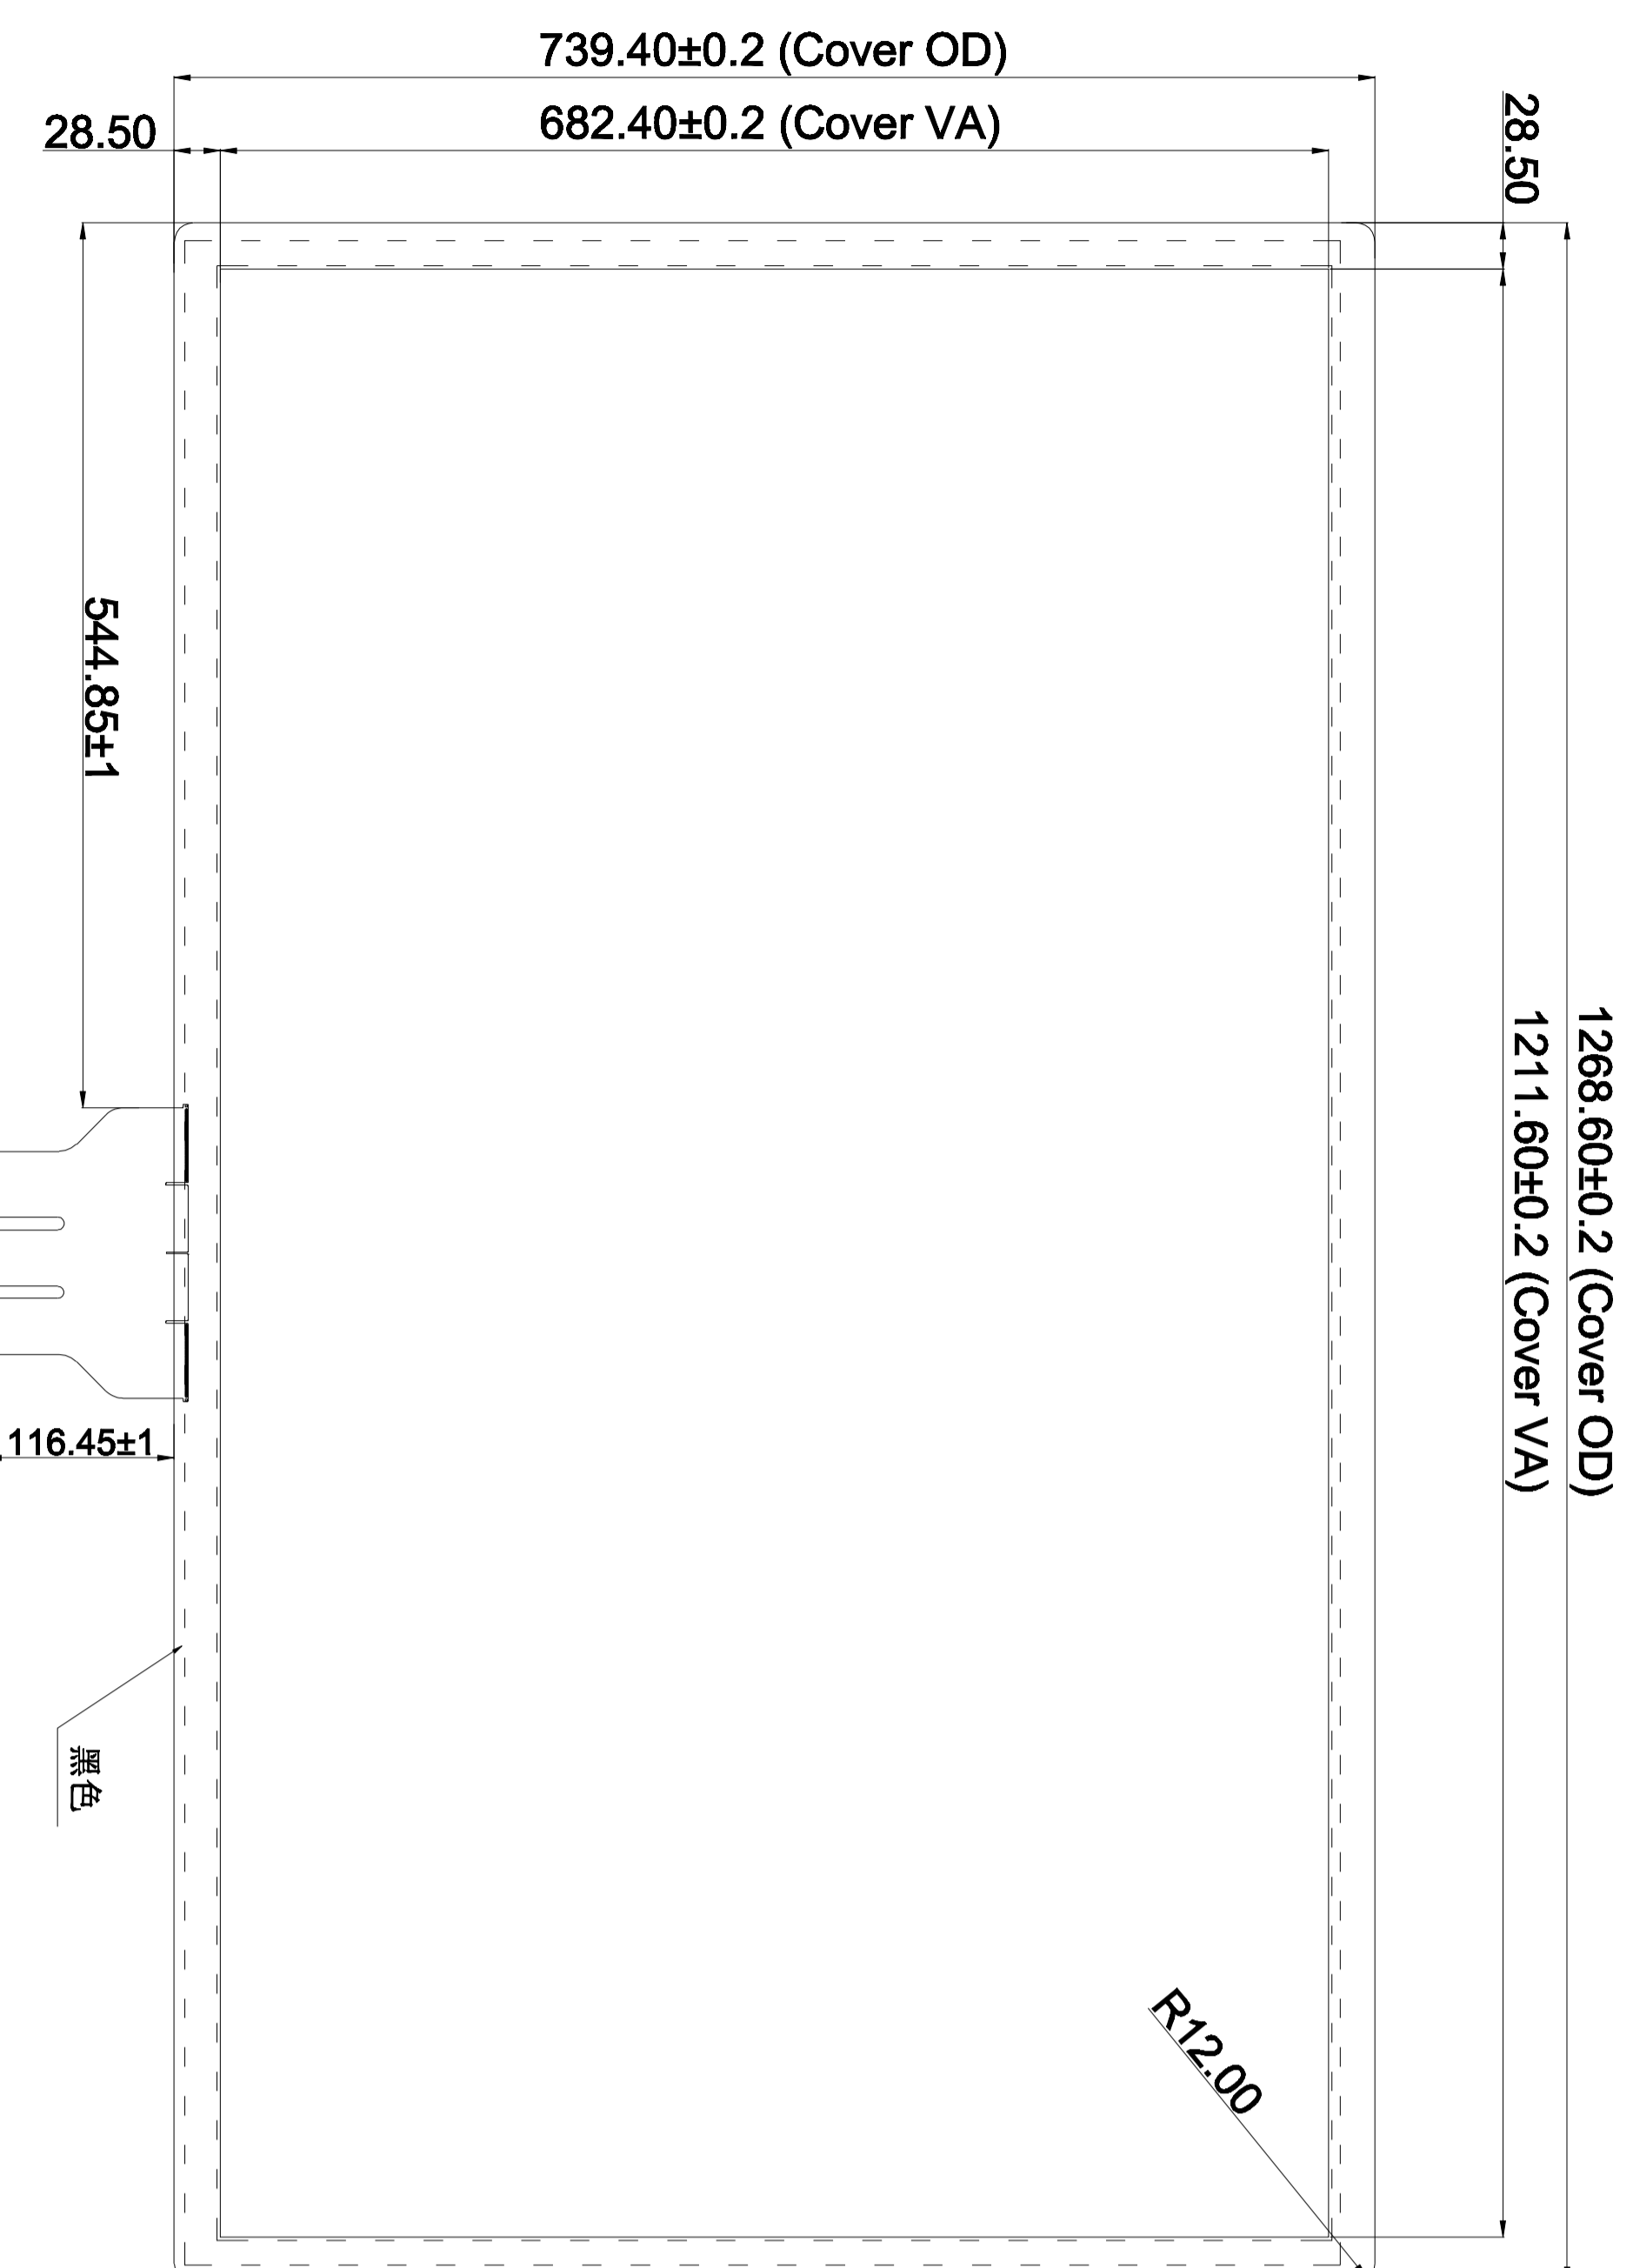 739.40±0.2 (Cover OD)
682.40±0.2 (Cover VA)
28.50
28.50
1268.60±0.2 (Cover OD)
1211.60±0.2 (Cover VA)
544.85±1
116.45±1
黑色
R12.00